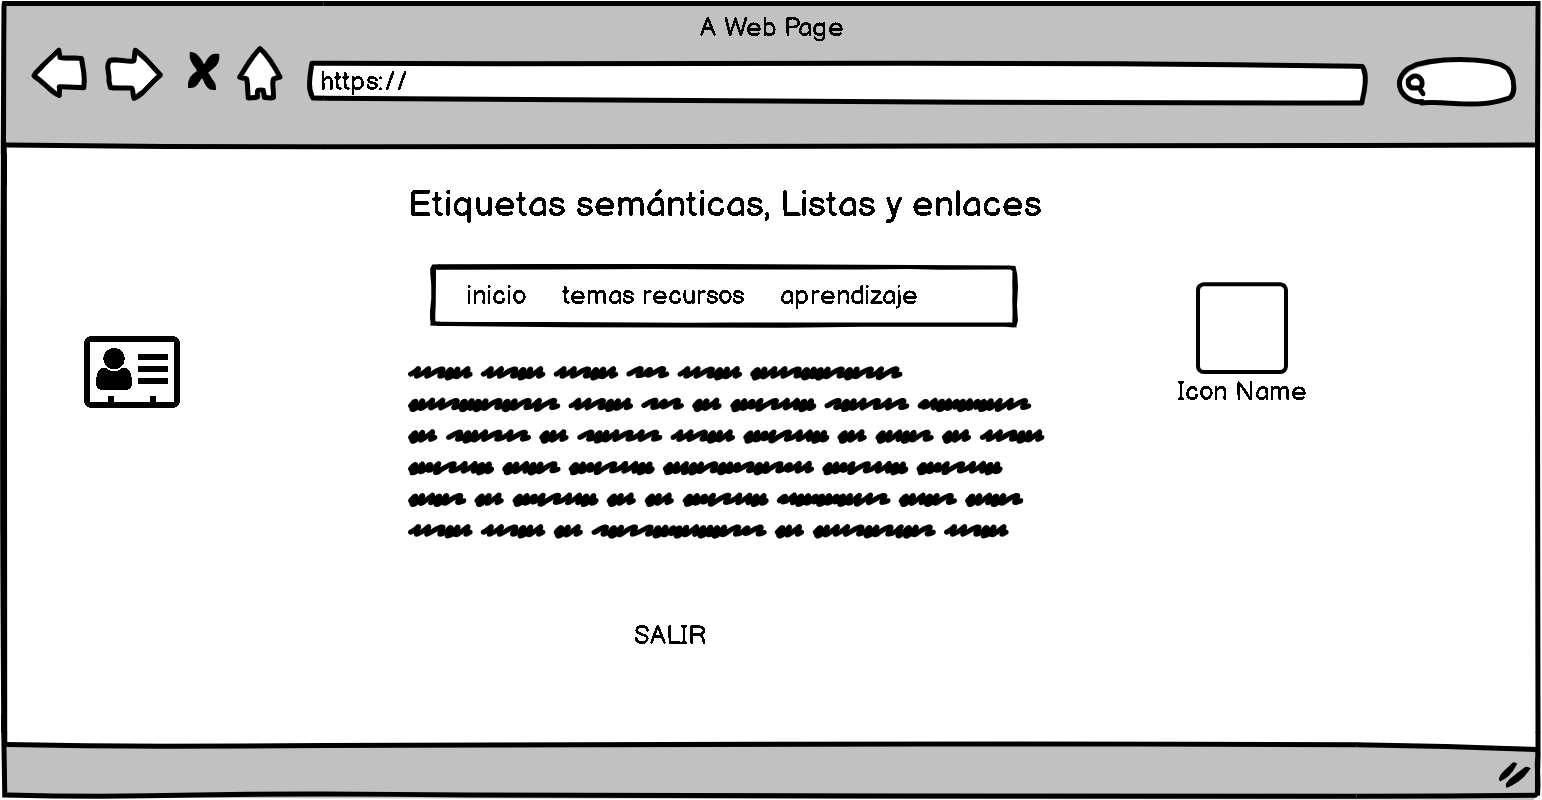 A Web Page
https://
Etiquetas semánticas, Listas y enlaces
inicio temas recursos aprendizaje
Icon Name
SALIR